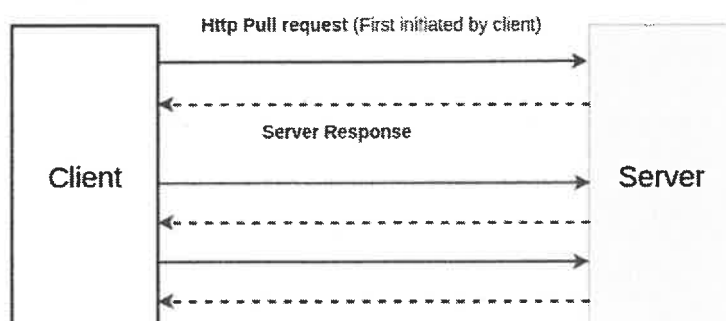 Http Pull request (First initiated by client)
Server Response
Client
Server